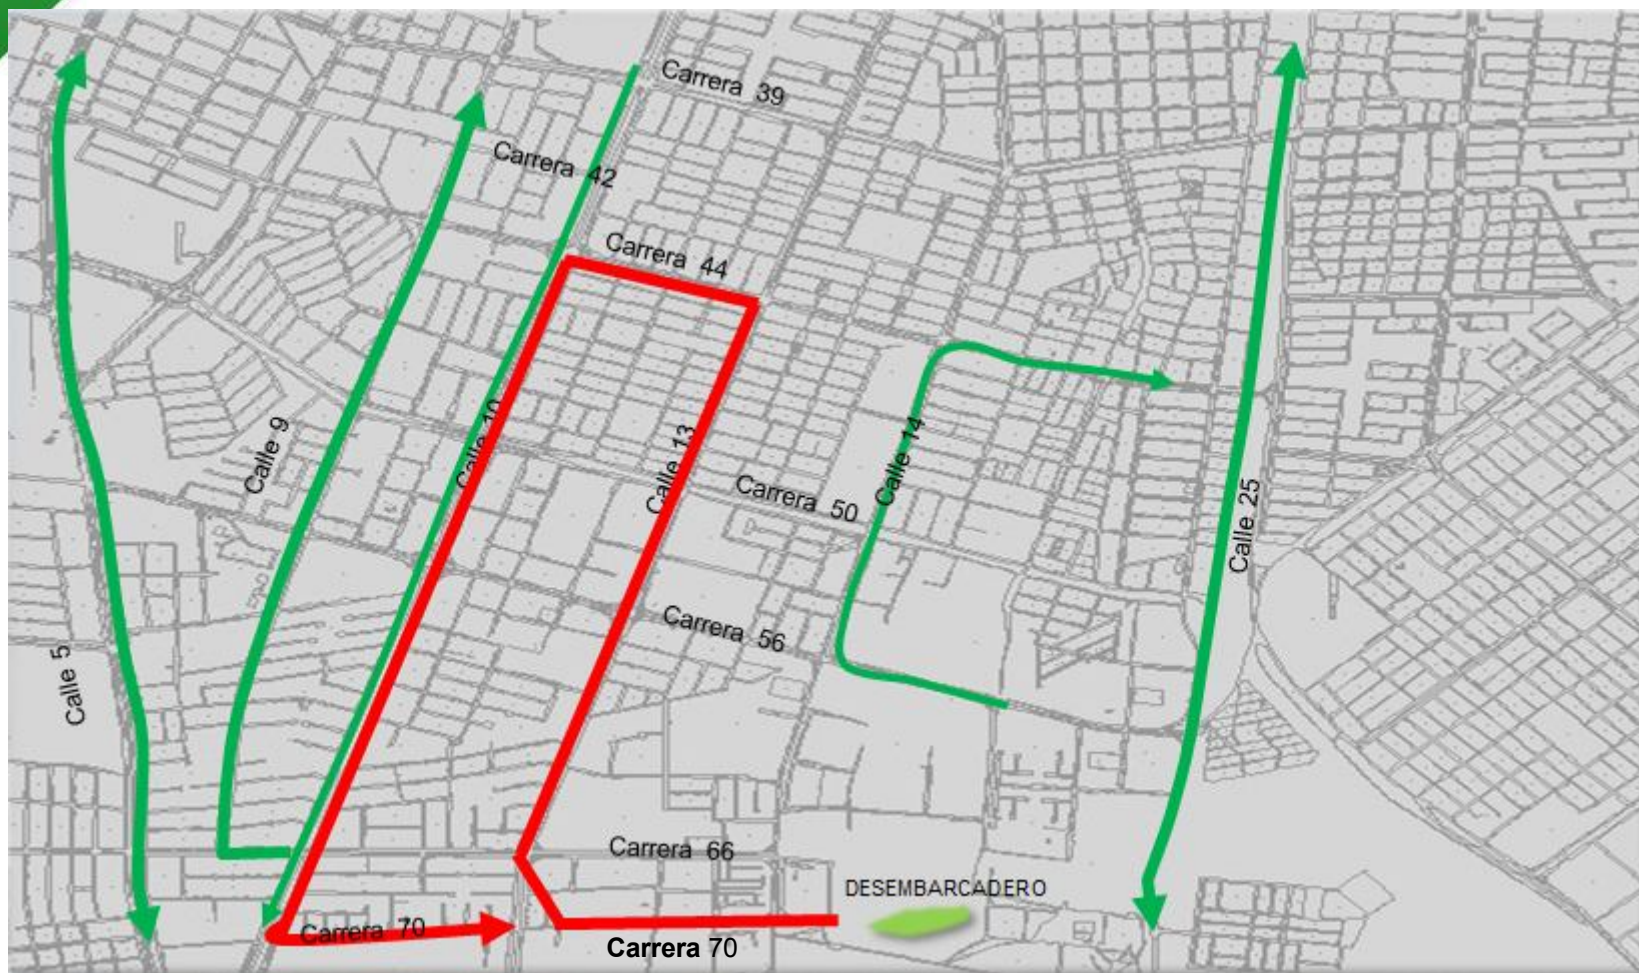 Carrera 39
Carrera 42
Carrera 44
Calle 9
Calle 10
Calle 13
Calle 14
Carrera 50
Calle 25
Carrera 56
Calle 5
Carrera 66
DESEMBARCADERO
Carrera 70
Carrera 70